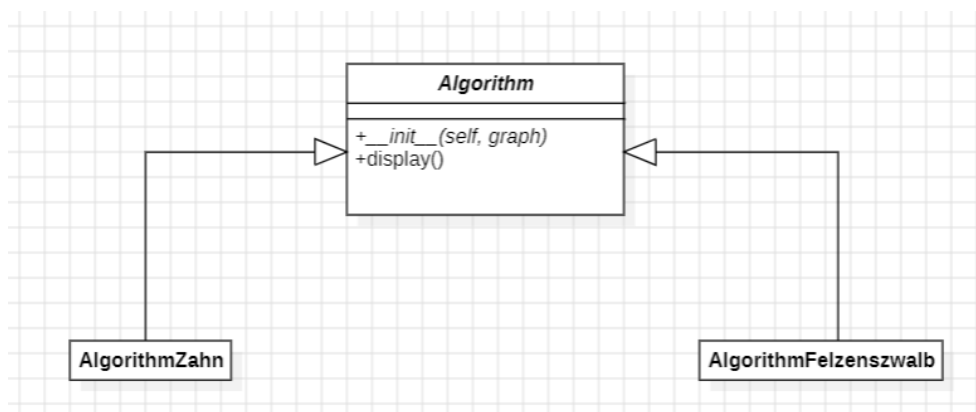 Algorithm
+__init__(self, graph)
+display()
AlgorithmZahn
AlgorithmFelzenszwalb